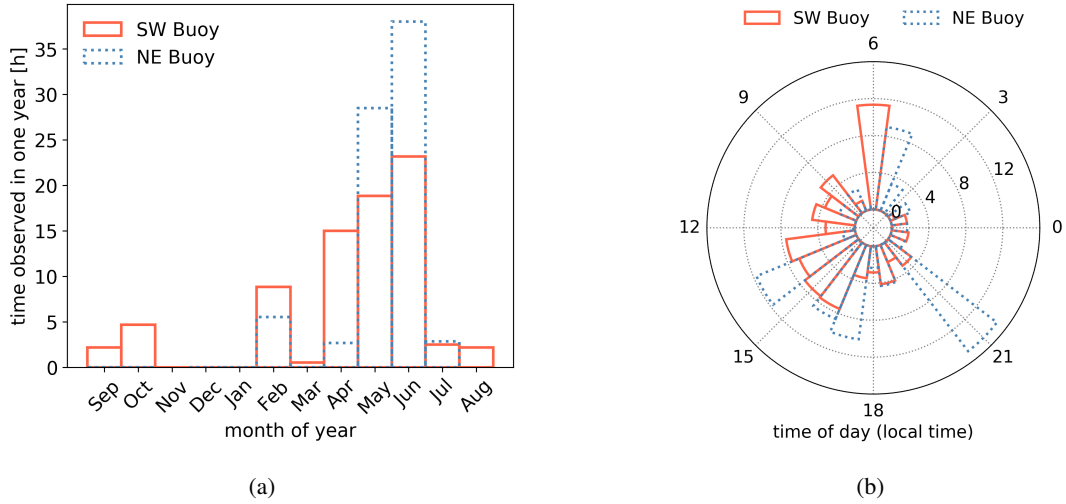 SW Buoy
NE Buoy
time observed in one year [h]
35
30
25
20
15
10
5
0
Sep Oct Nov Dec Jan Feb Mar Apr May Jun Jul Aug
month of year
(a)
SW Buoy NE Buoy
6
9 3
12
8
4
0
12 0
15 21
18
time of day (local time)
(b)